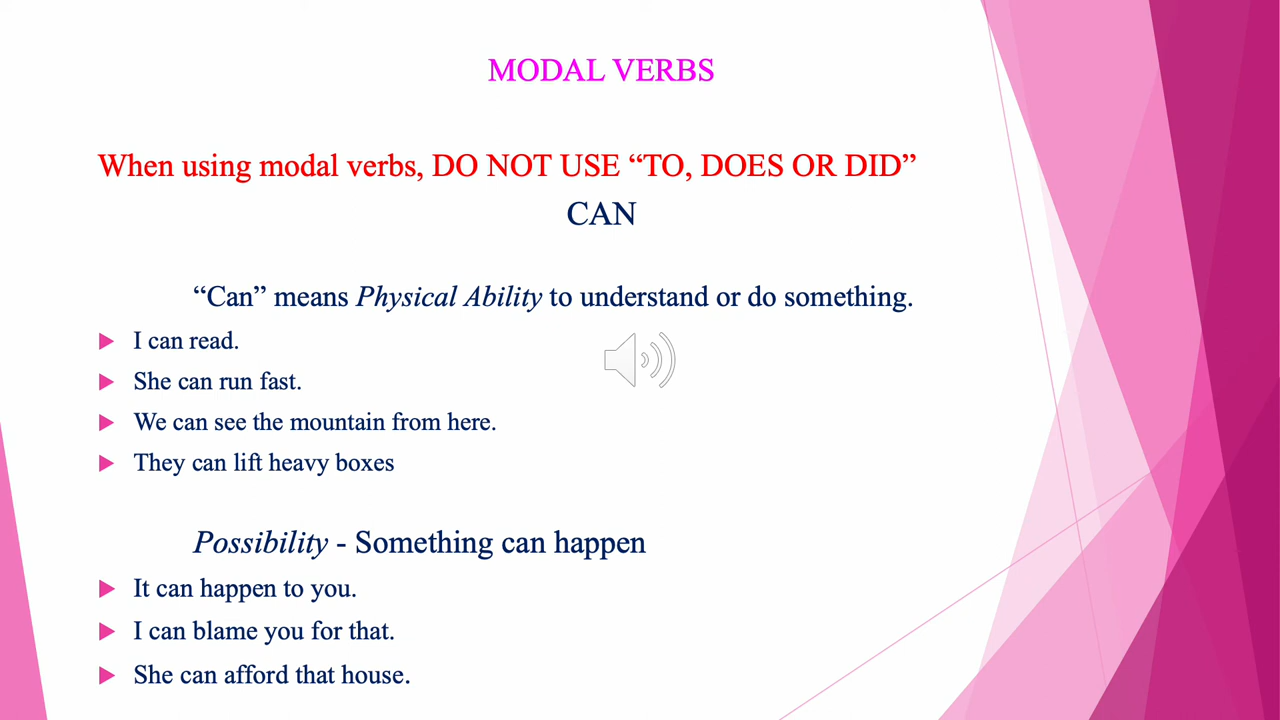 MODAL VERBS
When using modal verbs, DO NOT USE “TO, DOES OR DID”
CAN
“Can” means Physical Ability to understand or do something.
I can read.
She can run fast.
We can see the mountain from here.
They can lift heavy boxes
Possibility - Something can happen
It can happen to you.
I can blame you for that.
She can afford that house.